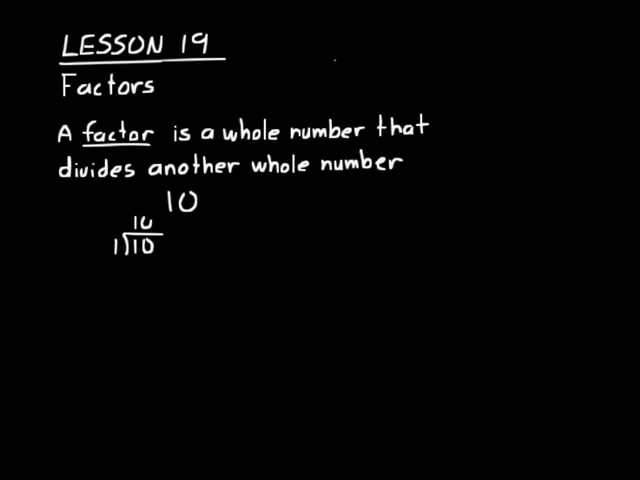 LESSON 19
Factors
A factor is a whole number that
divides another whole number
10
10
1)10